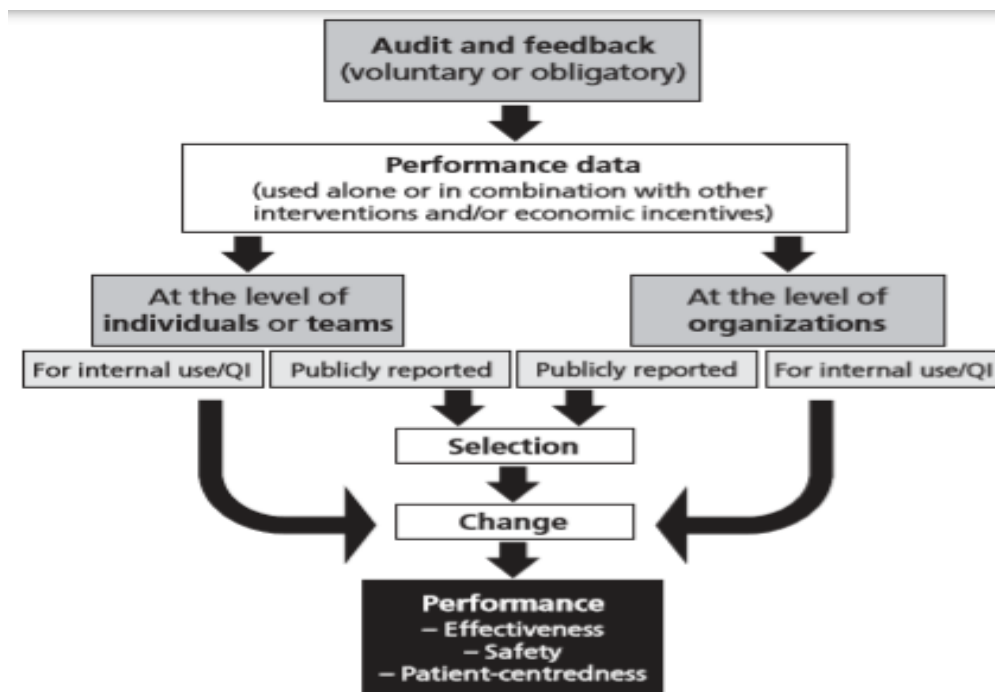 Audit and feedback
(voluntary or obligatory)
Performance data
(used alone or in combination with other
interventions and/or economic incentives)
At the level of
individuals or teams
At the level of
organizations
For internal use/QI
Publicly reported
Publicly reported
For internal use/QI
Selection
Change
Performance
– Effectiveness
– Safety
– Patient-centredness